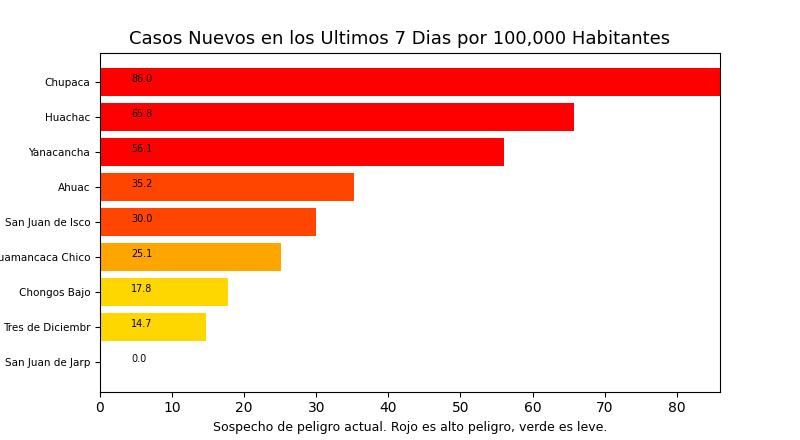 Casos Nuevos en los Ultimos 7 Dias por 100,000 Habitantes
Chupaca 86.0
Huachac 65.8
Yanacancha 56.1
Ahuac 35.2
San Juan de Isco 30.0
uamancaca Chico 25.1
Chongos Bajo 17.8
Tres de Diciembr 14.7
San Juan de Jarp 0.0
0 10 20 30 40 50 60 70 80
Sospecho de peligro actual. Rojo es alto peligro, verde es leve.